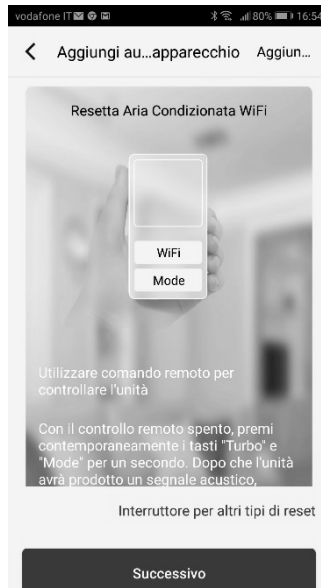 vodafone IT 80% 16:54
Aggiungi au...apparecchio Aggiun...
Resetta Aria Condizionata WiFi
WiFi
Mode
Utilizzare comando remoto per
controllare l'unità
Con il controllo remoto spento, premi
contemporaneamente i tasti "Turbo" e
"Mode" per un secondo. Dopo che l'unità
avrà prodotto un segnale acustico,
Interruttore per altri tipi di reset
Successivo